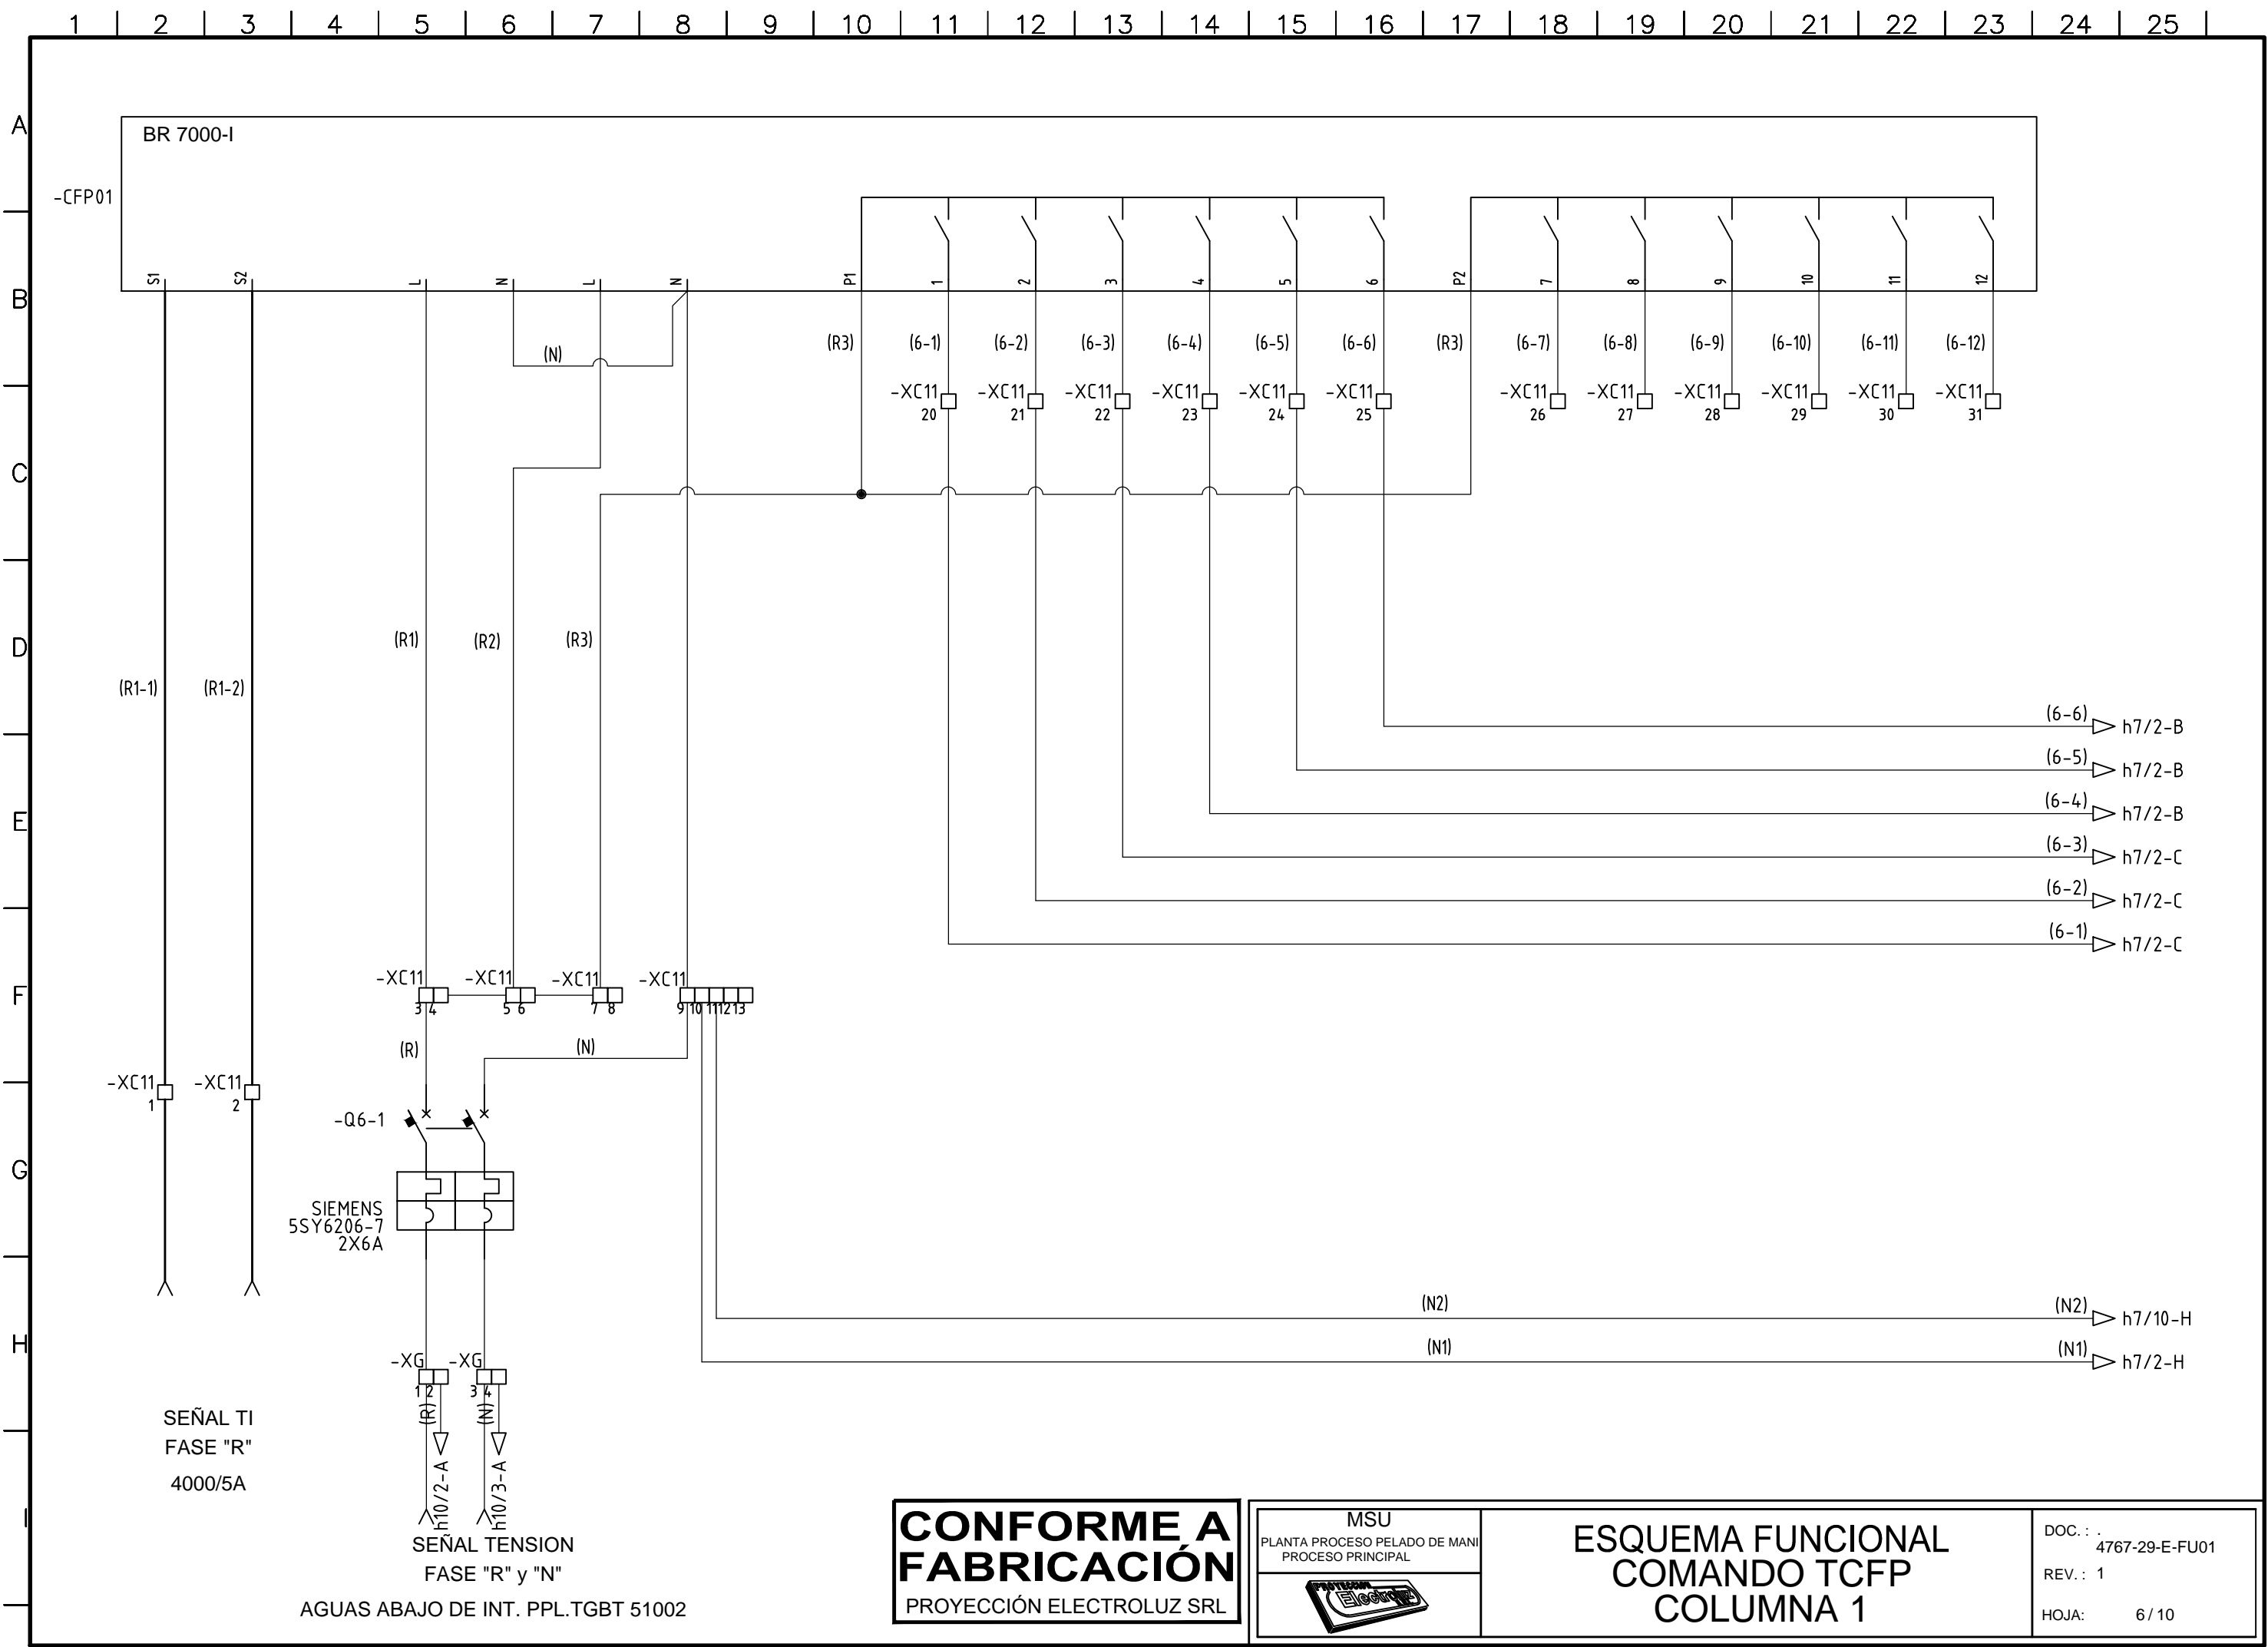 1 2 3 4 5 6 7 8 9 10 11 12 13 14 15 16 17 18 19 20 21 22 23 24 25
A
BR 7000-I
-CFP01
B
S1 S2 L N L N P1 1 2 3 4 5 6 P2 7 8 9 10 11 12
(N) (R3) (6-1) (6-2) (6-3) (6-4) (6-5) (6-6) (R3) (6-7) (6-8) (6-9) (6-10) (6-11) (6-12)
-XC11 -XC11 -XC11 -XC11 -XC11 -XC11 -XC11 -XC11 -XC11 -XC11 -XC11 -XC11
20 21 22 23 24 25 26 27 28 29 30 31
C
D
(R1) (R2) (R3)
(R1-1) (R1-2)
(6-6) h7/2-B
(6-5) h7/2-B
E
(6-4) h7/2-B
(6-3) h7/2-C
(6-2) h7/2-C
(6-1) h7/2-C
F
-XC11 -XC11 -XC11 -XC11
3 4 5 6 7 8 9 10 11 12 13
(R) (N)
-XC11 -XC11
1 2
-Q6-1
G
SIEMENS
5SY6206-7
2X6A
(N2) (N2) h7/10-H
H
(N1) (N1) h7/2-H
-XG -XG
1 2 3 4
(R) (N)
h10/2-A h10/3-A
SEÑAL TI
FASE "R"
4000/5A
I
SEÑAL TENSION
FASE "R" y "N"
AGUAS ABAJO DE INT. PPL.TGBT 51002
CONFORME A
FABRICACIÓN
PROYECCIÓN ELECTROLUZ SRL
MSU
PLANTA PROCESO PELADO DE MANI
PROCESO PRINCIPAL
PROYECCION
Electroluz
ESQUEMA FUNCIONAL
COMANDO TCFP
COLUMNA 1
DOC. : .
4767-29-E-FU01
REV. : 1
HOJA: 6 / 10